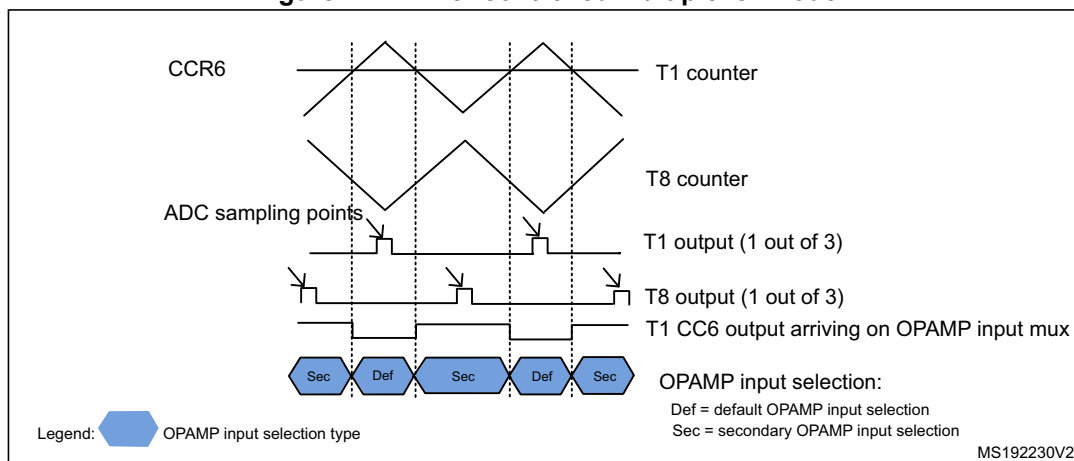 CCR6
T1 counter
T8 counter
ADC sampling points
T1 output (1 out of 3)
T8 output (1 out of 3)
T1 CC6 output arriving on OPAMP input mux
Sec
Def
Sec
Def
Sec
OPAMP input selection:
Def = default OPAMP input selection
Sec = secondary OPAMP input selection
Legend:
OPAMP input selection type
MS192230V2